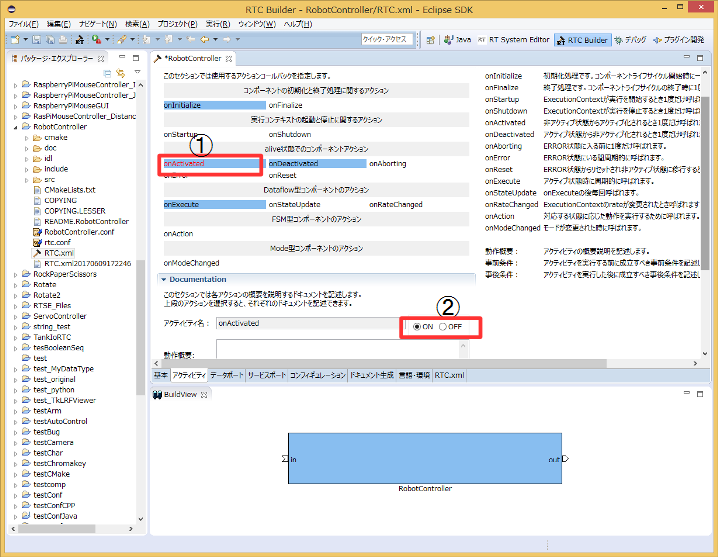 RTC Builder - RobotController/RTC.xml - Eclipse SDK
ファイル(F) 編集(E) ナビゲート(N) 検索(A) プロジェクト(P) 実行(R) ウィンドウ(W) ヘルプ(H)
クイック・アクセス
Java RT System Editor RTC Builder デバッグ プラグイン開発
パッケージ・エクスプローラー
RaspberryPiMouseController_
RaspberryPiMouseController_J
RaspberryPiMouseGUI
RasPiMouseController_Distanc
RobotController
cmake
doc
idl
include
src
CMakeLists.txt
COPYING
COPYING.LESSER
README.RobotController
RobotController.conf
rtc.conf
RTC.xml
RTC.xml20170609172246
RockPaperScissors
Rotate
Rotate2
RTSE_Files
ServoController
string_test
TankIoRTC
tesBooleanSeq
test
test_MyDataType
test_original
test_python
test_TkLRFViewer
testArm
testAutoControl
testBug
testCamera
testChar
testChromakey
testCMake
testcomp
testConf
testConfCPP
testConfJava
*RobotController
このセクションでは使用するアクションコールバックを指定します。
コンポーネントの初期化と終了処理に関するアクション
onInitialize onFinalize
実行コンテキストの起動と停止に関するアクション
onStartup onShutdown
①
alive状態でのコンポーネントアクション
onActivated onDeactivated onAborting
onError onReset
Dataflow型コンポーネントのアクション
onExecute onStateUpdate onRateChanged
FSM型コンポーネントのアクション
onAction
Mode型コンポーネントのアクション
onModeChanged
Documentation
このセクションでは各アクションの概要を説明するドキュメントを記述します。
上段のアクションを選択すると、それぞれのドキュメントを記述できます。
②
アクティビティ名: onActivated ON OFF
動作概要:
onInitialize 初期化処理です。コンポーネントライフサイクルの開始時に一
onFinalize 終了処理です。コンポーネントライフサイクルの終了時に1
onStartup ExecutionContextが実行を開始するとき1度だけ呼ばれ
onShutdown ExecutionContextが実行を停止するとき1度だけ呼ば
onActivated 非アクティブ状態からアクティブ化されるとき1度だけ呼ばれ
onDeactivated アクティブ状態から非アクティブ化されるとき1度だけ呼ばれ
onAborting ERROR状態に入る前に1度だけ呼ばれます。
onError ERROR状態にいる間周期的に呼ばれます。
onReset ERROR状態からリセットされ非アクティブ状態に移行すると
onExecute アクティブ状態時に周期的に呼ばれます。
onStateUpdate onExecuteの後毎回呼ばれます。
onRateChanged ExecutionContextのrateが変更されたとき呼ばれます
onAction 対応する状態に応じた動作を実行するために呼ばれます。
onModeChanged モードが変更された時に呼ばれます。
動作概要: アクティビティの概要説明を記述します。
事前条件: アクティビティを実行する前に成立すべき事前条件を記述し
事後条件: アクティビティを実行した後に成立すべき事後条件を記述し
基本 アクティビティ データポート サービスポート コンフィギュレーション ドキュメント生成 言語・環境 RTC.xml
BuildView
in out
RobotController